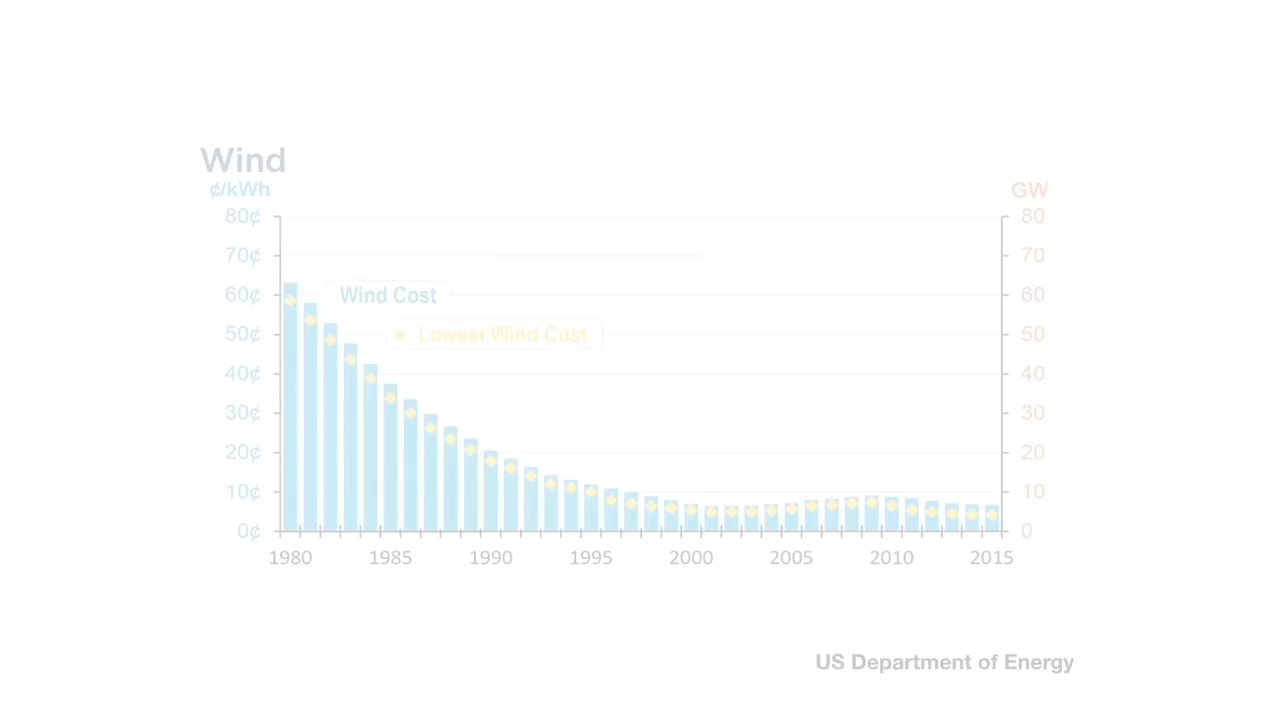 Wind
¢/kWh GW
80¢ 80
70¢ 70
60¢ 60
Wind Cost
50¢ 50
Lowest Wind Cost
40¢ 40
30¢ 30
20¢ 20
10¢ 10
0¢ 0
1980 1985 1990 1995 2000 2005 2010 2015
US Department of Energy